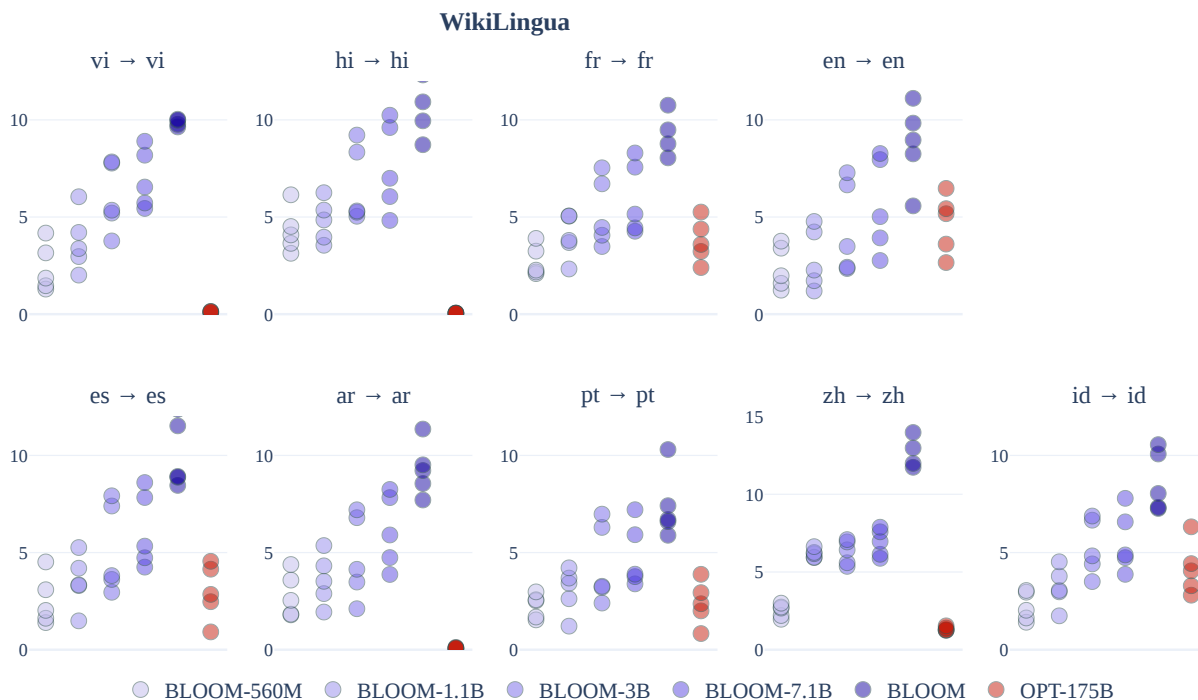 WikiLingua
vi → vi
hi → hi
fr → fr
en → en
10
5
0
10
5
0
10
5
0
10
5
0
es → es
ar → ar
pt → pt
zh → zh
id → id
10
5
0
10
5
0
10
5
0
15
10
5
0
10
5
0
BLOOM-560M BLOOM-1.1B BLOOM-3B BLOOM-7.1B BLOOM OPT-175B